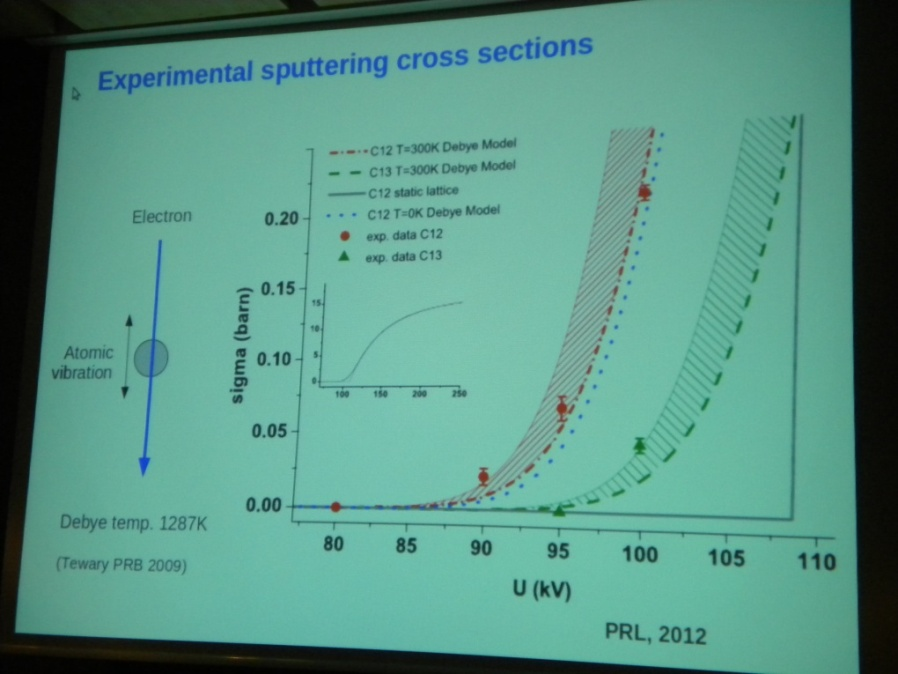 Experimental sputtering cross sections
Electron
Atomic
vibration
Debye temp. 1287K
(Tewary PRB 2009)
C12 T=300K Debye Model
C13 T=300K Debye Model
C12 static lattice
C12 T=0K Debye Model
exp. data C12
exp. data C13
sigma (barn)
0.20
0.15
0.10
0.05
0.00
15
10
5
0
100 150 200 250
80 85 90 95 100 105 110
U (kV)
PRL, 2012